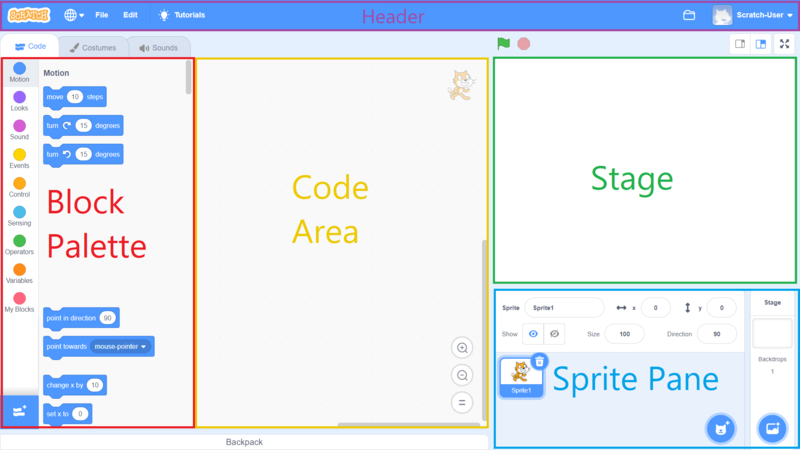 SCRATCH
File
Edit
Tutorials
Header
Scratch-User
Code
Costumes
Sounds
Motion
Looks
Sound
Events
Control
Sensing
Operators
Variables
My Blocks
Motion
move 10 steps
turn 15 degrees
turn 15 degrees
Block
Palette
point in direction 90
point towards mouse-pointer
change x by 10
set x to 0
Code
Area
Backpack
Stage
Sprite Sprite1 x 0 y 0
Show Size 100 Direction 90
Sprite1
Sprite Pane
Stage
Backdrops
1